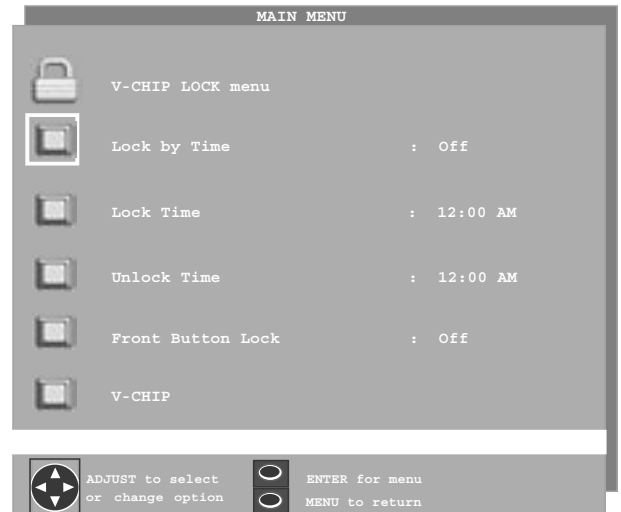 MAIN MENU
V-CHIP LOCK menu
Lock by Time : Off
Lock Time : 12:00 AM
Unlock Time : 12:00 AM
Front Button Lock : Off
V-CHIP
ADJUST to select
or change option
ENTER for menu
MENU to return